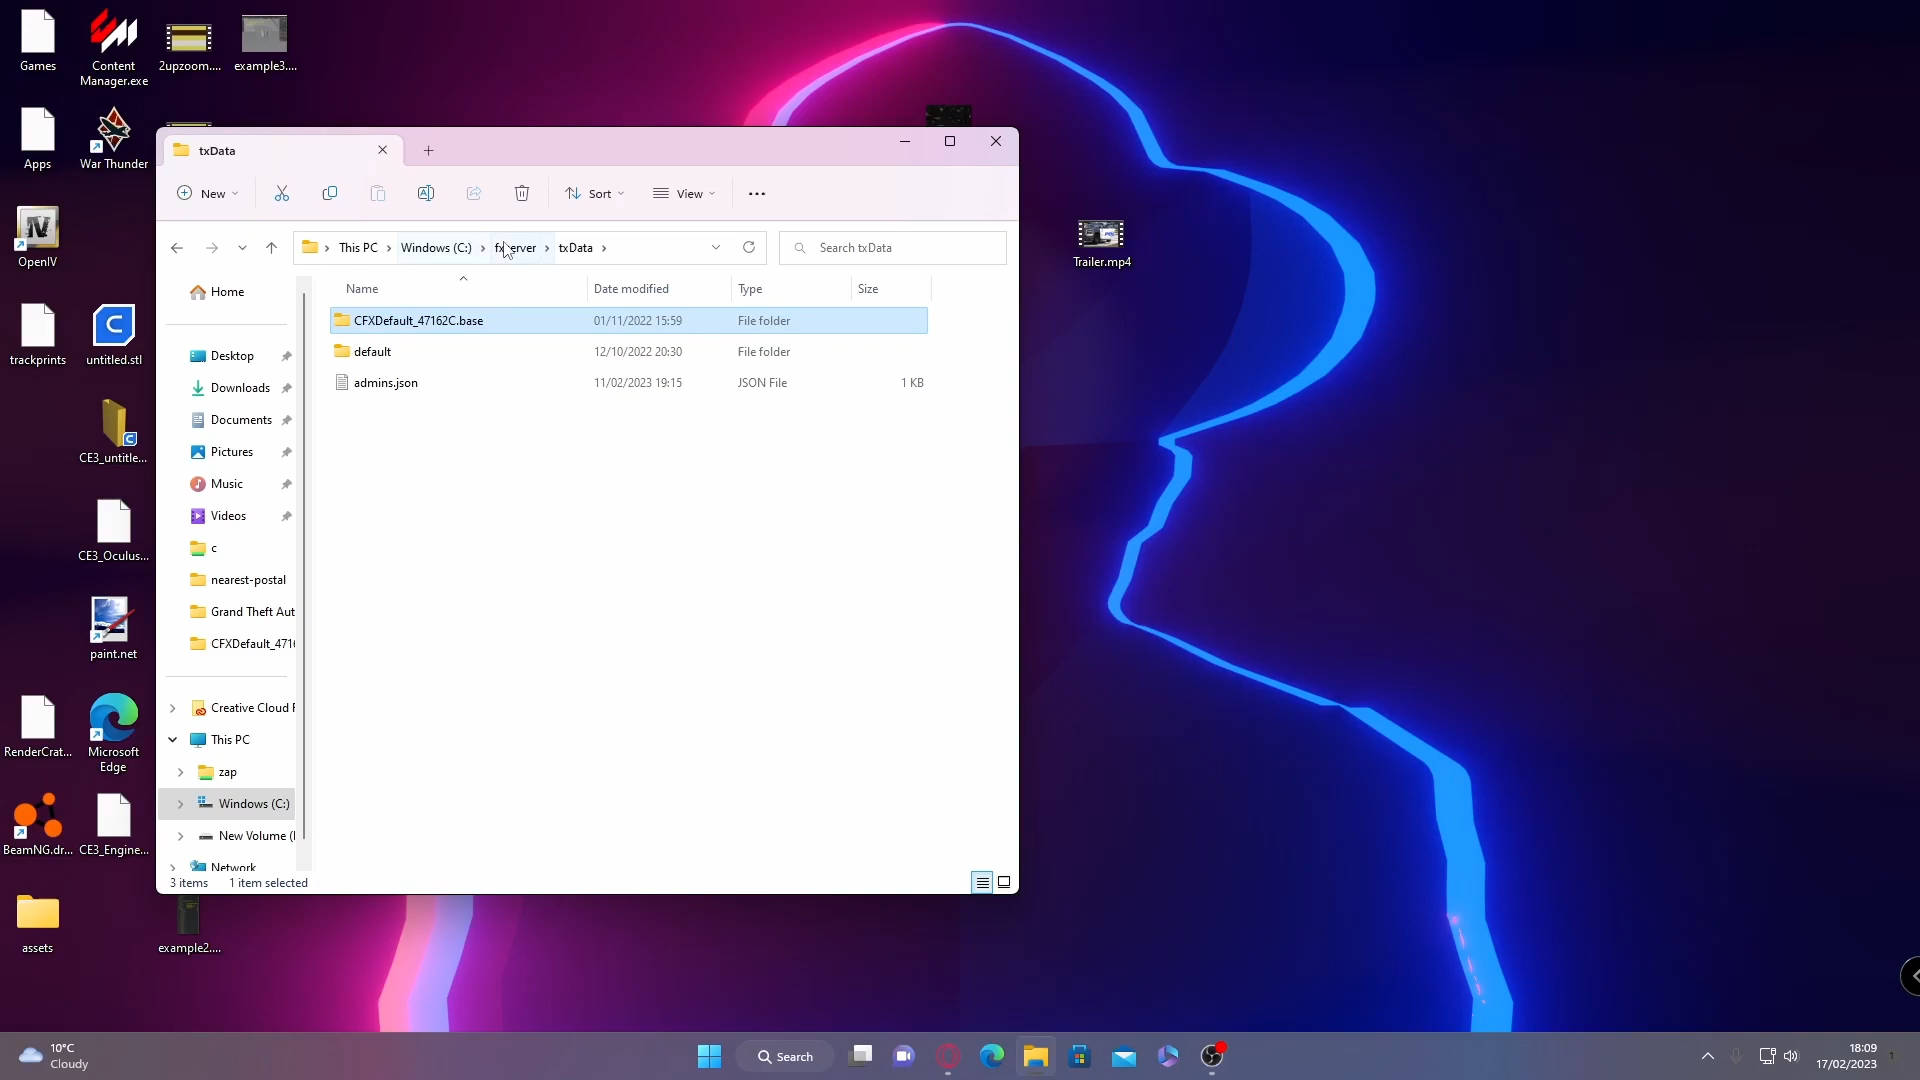 Games
Content
Manager.exe
2upzoom....
example3....
Apps
War Thunder
OpenIV
trackprints
untitled.stl
CE3_untitle...
CE3_Oculus...
paint.net
RenderCrat...
Microsoft
Edge
BeamNG.dr...
CE3_Engine...
assets
example2....
Trailer.mp4
txData
New
Sort
View
This PC
Windows (C:)
txData
Search txData
Name
Date modified
Type
Size
CFXDefault_47162C.base
01/11/2022 15:59
File folder
default
12/10/2022 20:30
File folder
admins.json
11/02/2023 19:15
JSON File
1 KB
Home
Desktop
Downloads
Documents
Pictures
Music
Videos
c
nearest-postal
Grand Theft Aut
CFXDefault_471
Creative Cloud F
This PC
zap
Windows (C:)
New Volume (
Network
3 items
1 item selected
10°C
Cloudy
Search
18:09
17/02/2023
1